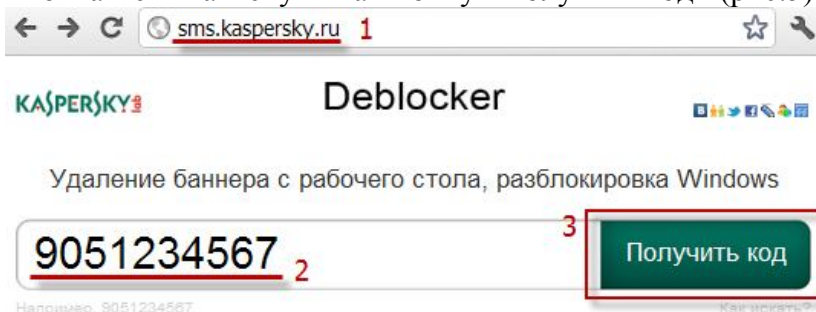 sms.kaspersky.ru 1
KASPERSKY lab Deblocker
Удаление баннера с рабочего стола, разблокировка Windows
9051234567 2 3 Получить код
Например, 9051234567 Как искать?